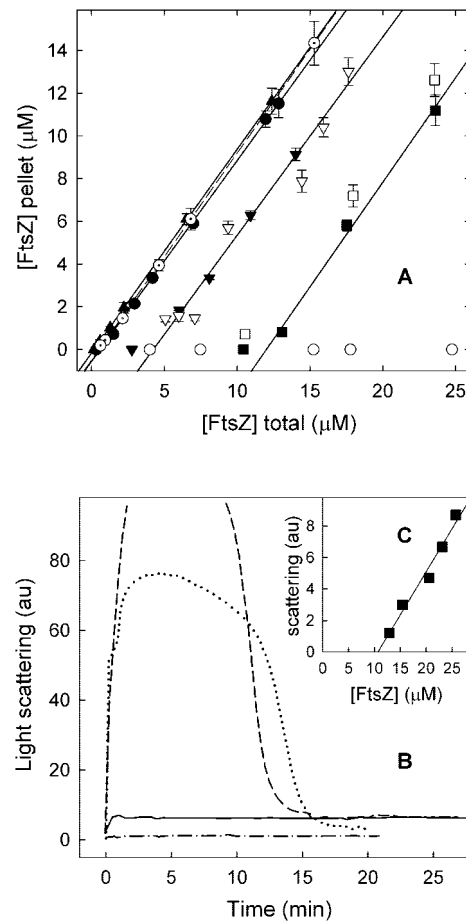 14
12
10
8
6
4
2
0
[FtsZ] pellet (μM)
A
0 5 10 15 20 25
[FtsZ] total (μM)
80
60
40
20
0
Light scattering (au)
8
6
4
2
0
scattering (au)
C
0 5 10 15 20 25
[FtsZ] (μM)
B
0 5 10 15 20 25
Time (min)